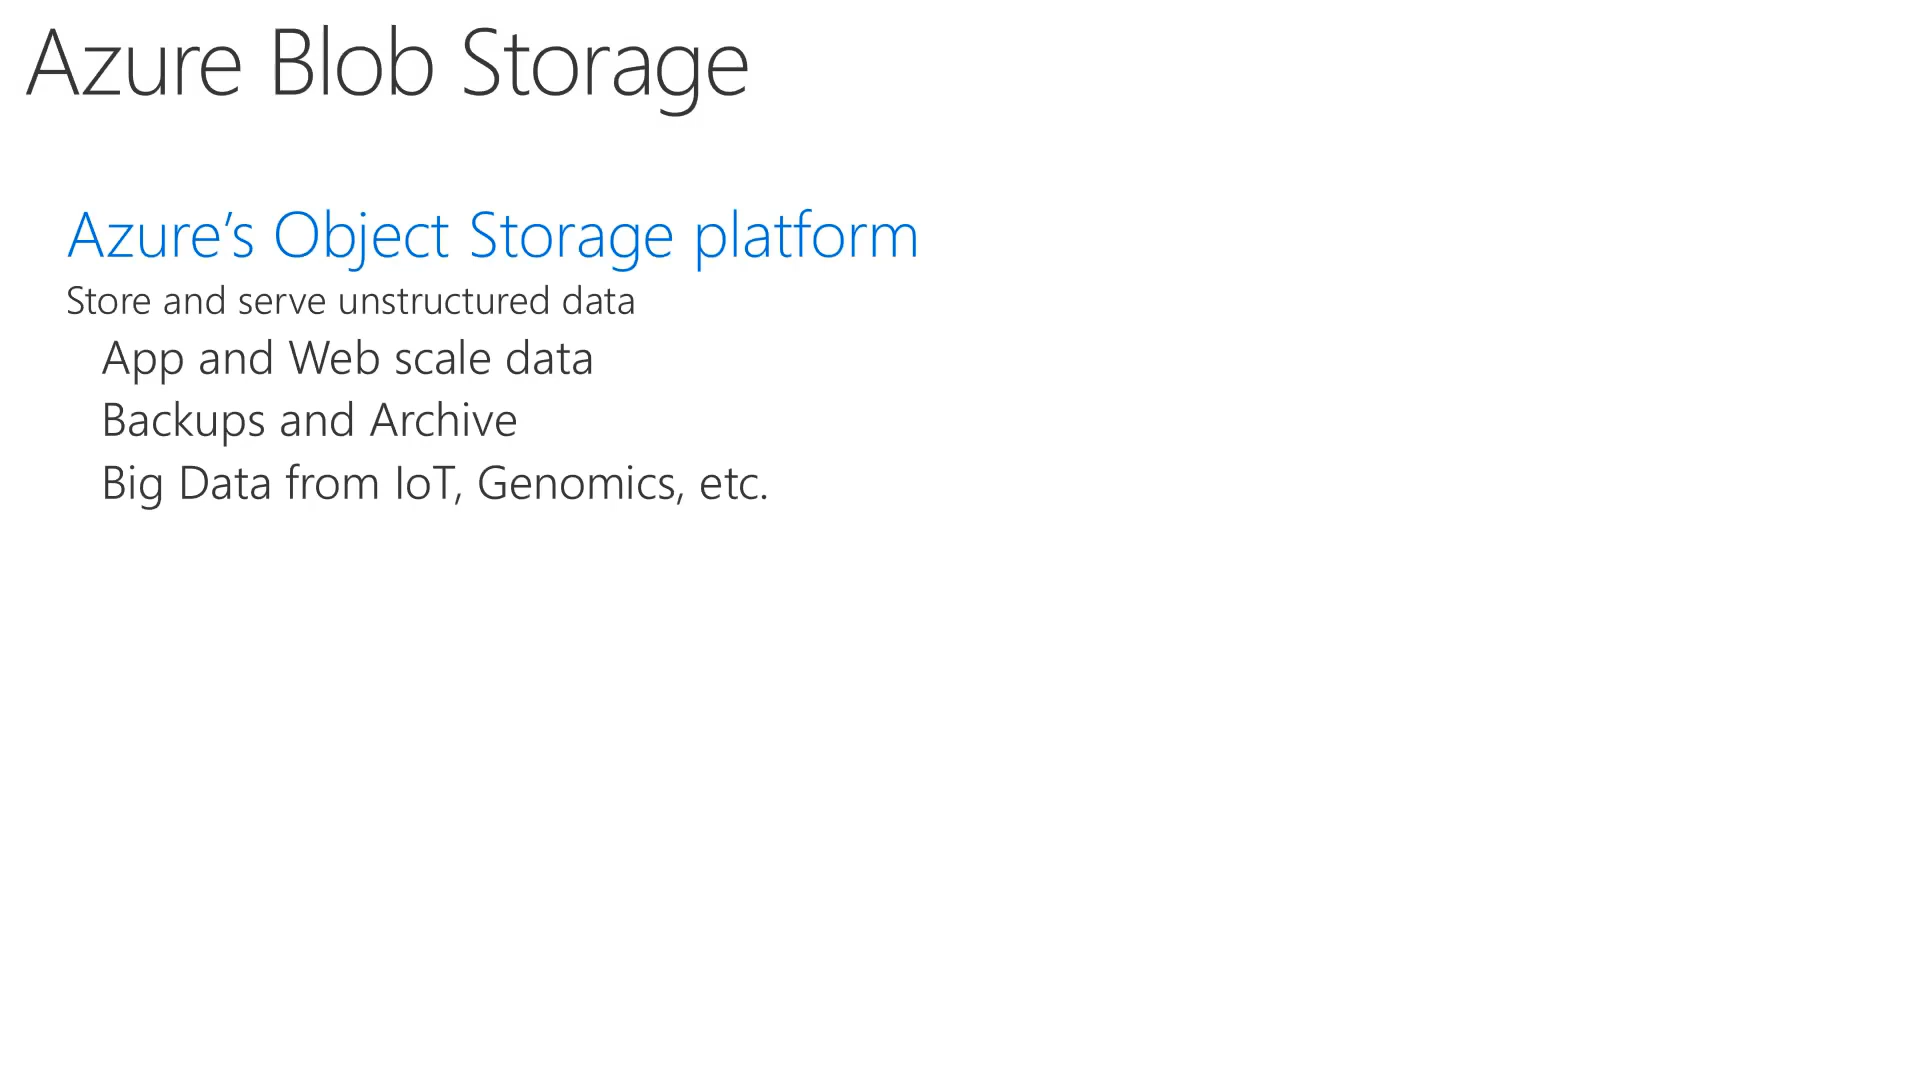 Azure Blob Storage
Azure’s Object Storage platform
Store and serve unstructured data
App and Web scale data
Backups and Archive
Big Data from IoT, Genomics, etc.